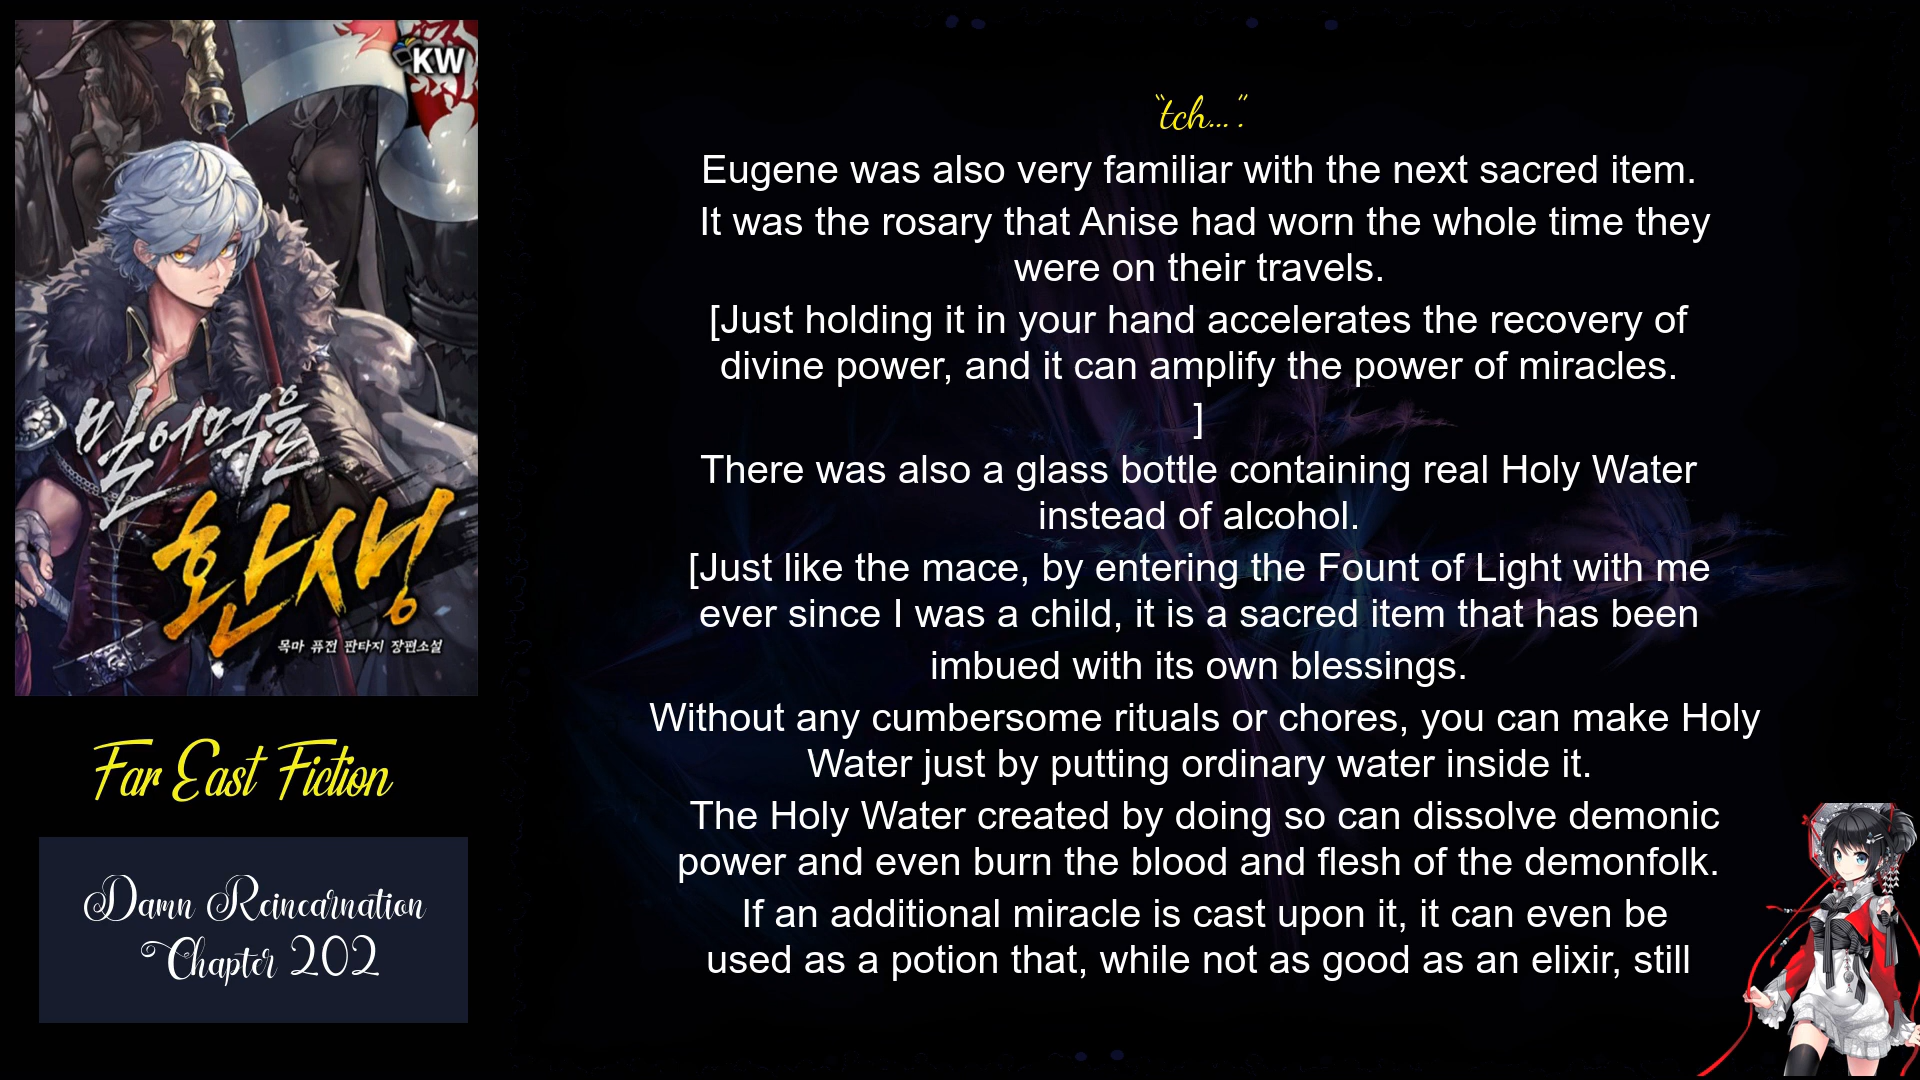 KW
빌어먹을
환생
목마 퓨전 판타지 장편소설
Far East Fiction
Damn Reincarnation
Chapter 202
“tch...”.
Eugene was also very familiar with the next sacred item.
It was the rosary that Anise had worn the whole time they
were on their travels.
[Just holding it in your hand accelerates the recovery of
divine power, and it can amplify the power of miracles.
]
There was also a glass bottle containing real Holy Water
instead of alcohol.
[Just like the mace, by entering the Fount of Light with me
ever since I was a child, it is a sacred item that has been
imbued with its own blessings.
Without any cumbersome rituals or chores, you can make Holy
Water just by putting ordinary water inside it.
The Holy Water created by doing so can dissolve demonic
power and even burn the blood and flesh of the demonfolk.
If an additional miracle is cast upon it, it can even be
used as a potion that, while not as good as an elixir, still